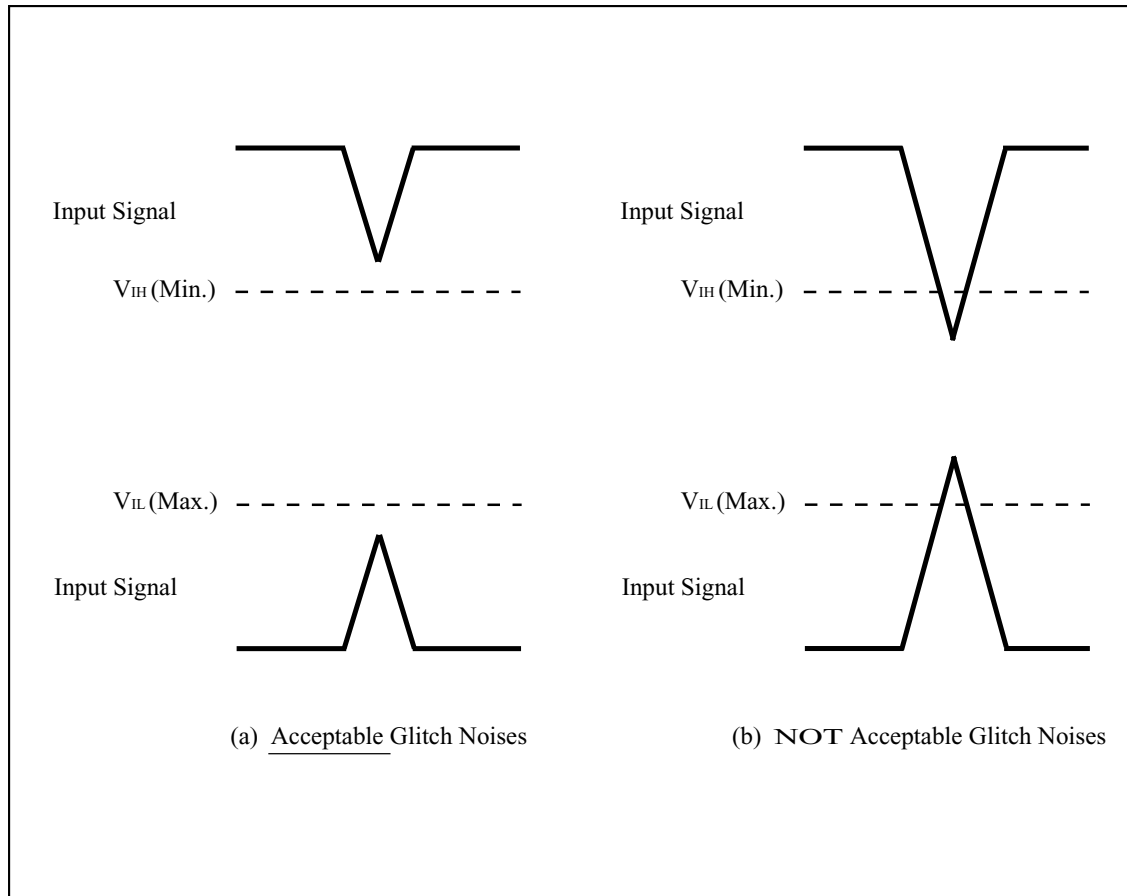 Input Signal
VIH (Min.)
VIL (Max.)
Input Signal
(a) Acceptable Glitch Noises
Input Signal
VIH (Min.)
VIL (Max.)
Input Signal
(b) NOT Acceptable Glitch Noises